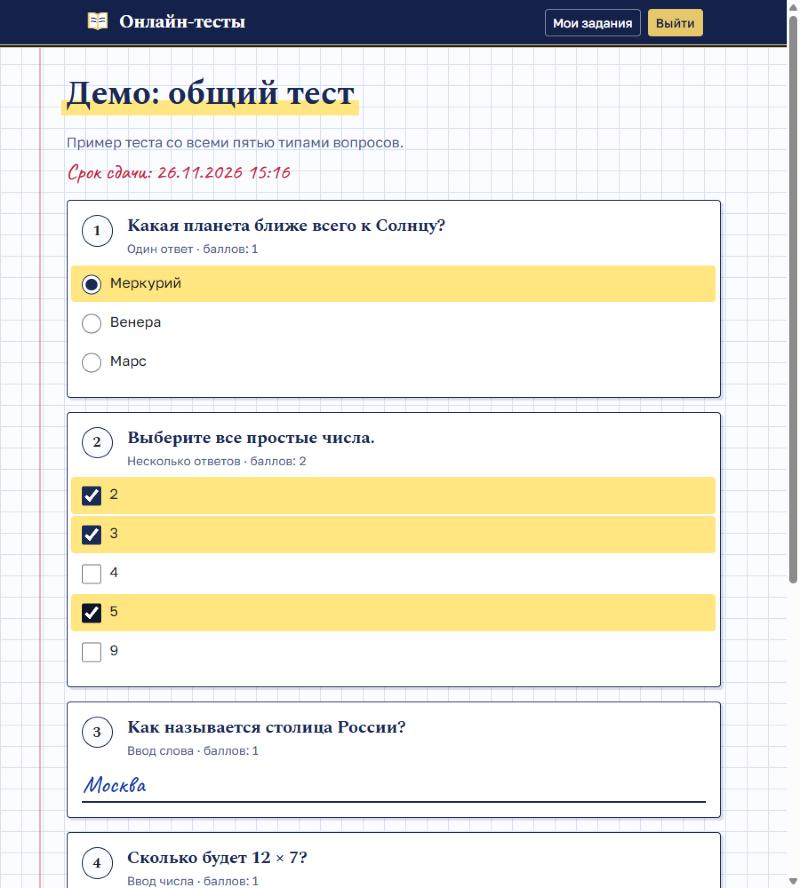 Онлайн-тесты
Мои задания
Выйти
Демо: общий тест
Пример теста со всеми пятью типами вопросов.
Срок сдачи: 26.11.2026 15:16
1
Какая планета ближе всего к Солнцу?
Один ответ · баллов: 1
Меркурий
Венера
Марс
2
Выберите все простые числа.
Несколько ответов · баллов: 2
2
3
4
5
9
3
Как называется столица России?
Ввод слова · баллов: 1
Москва
4
Сколько будет 12 × 7?
Ввод числа · баллов: 1